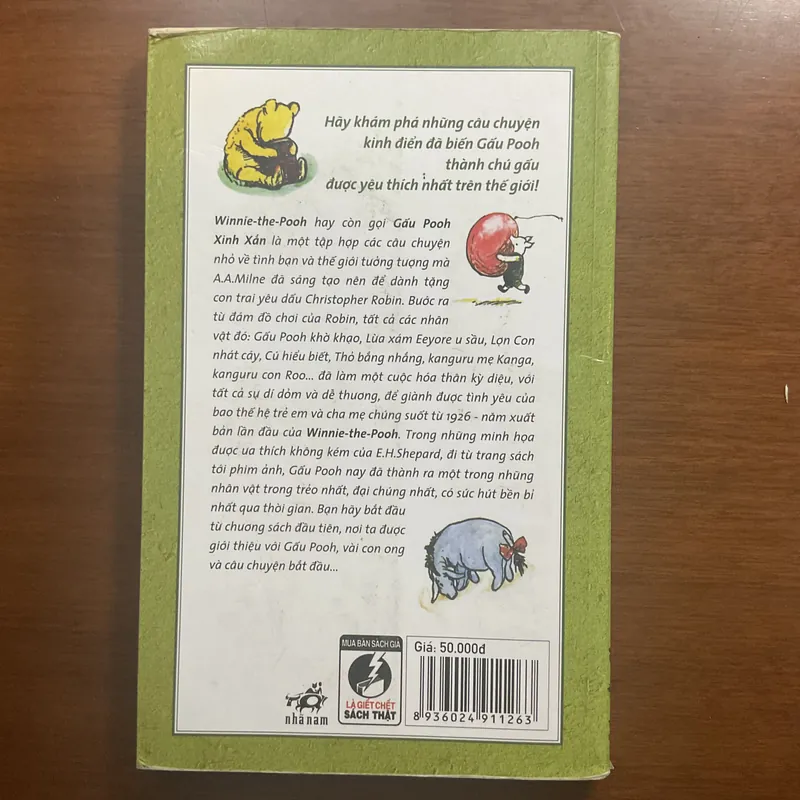 Hãy khám phá những câu chuyện
kinh điển đã biến Gấu Pooh
thành chú gấu
được yêu thích nhất trên thế giới!
Winnie-the-Pooh hay còn gọi Gấu Pooh
Xinh Xắn là một tập hợp các câu chuyện
nhỏ về tình bạn và thế giới tưởng tượng mà
A.A.Milne đã sáng tạo nên để dành tặng
con trai yêu dấu Christopher Robin. Bước ra
từ đám đồ chơi của Robin, tất cả các nhân
vật đó: Gấu Pooh khờ khạo, Lừa xám Eeyore u sầu, Lợn Con
nhát cáy, Cú hiểu biết, Thỏ bẳng nhẳng, kanguru mẹ Kanga,
kanguru con Roo... đã làm một cuộc hóa thân kỳ diệu, với
tất cả sự dí dỏm và dễ thương, để giành được tình yêu của
bao thế hệ trẻ em và cha mẹ chúng suốt từ 1926 - năm xuất
bản lần đầu của Winnie-the-Pooh. Trong những minh họa
được ưa thích không kém của E.H.Shepard, đi từ trang sách
tới phim ảnh, Gấu Pooh nay đã thành ra một trong những
nhân vật trong trẻo nhất, đại chúng nhất, có sức hút bền bỉ
nhất qua thời gian. Bạn hãy bắt đầu
từ chương sách đầu tiên, nơi ta được
giới thiệu với Gấu Pooh, vài con ong
và câu chuyện bắt đầu...
nhã nam
MUA BÁN SÁCH GIẢ
LÀ GIẾT CHẾT
SÁCH THẬT
Giá: 50.000đ
8 936024 911263